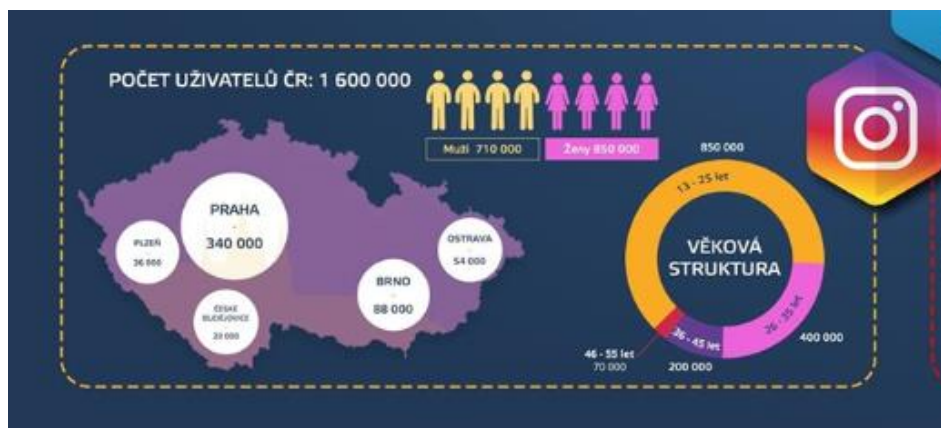 POČET UŽIVATELŮ ČR: 1 600 000
Muži 710 000
Ženy 850 000
PRAHA
340 000
PLZEŇ
36 000
ČESKÉ
BUDĚJOVICE
OSTRAVA
54 000
BRNO
88 000
850 000
13 - 25 let
VĚKOVÁ
STRUKTURA
26 - 35 let
400 000
36 - 45 let
200 000
46 - 55 let
70 000